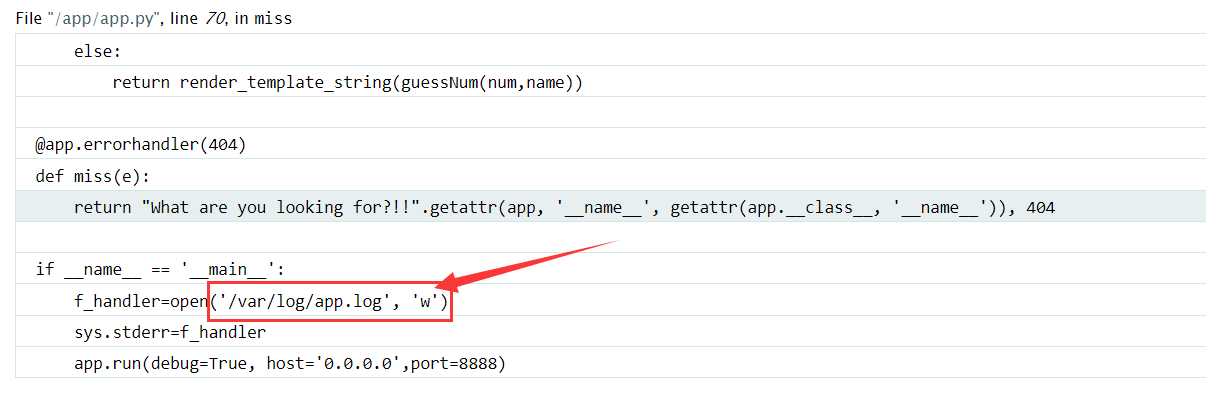 File "/app/app.py", line 70, in miss
    else:
        return render_template_string(guessNum(num,name))
@app.errorhandler(404)
def miss(e):
    return "What are you looking for?!!".getattr(app, '__name__', getattr(app.__class__, '__name__')), 404
if __name__ == '__main__':
    f_handler=open('/var/log/app.log', 'w')
    sys.stderr=f_handler
    app.run(debug=True, host='0.0.0.0',port=8888)